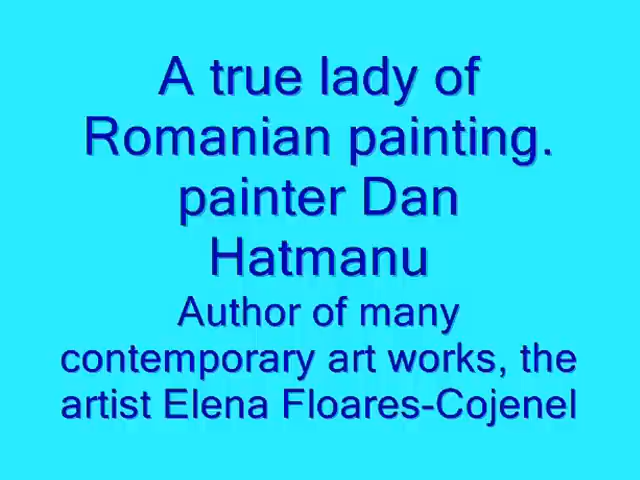 A true lady of
Romanian painting.
painter Dan
Hatmanu
Author of many
contemporary art works, the
artist Elena Floares-Cojenel